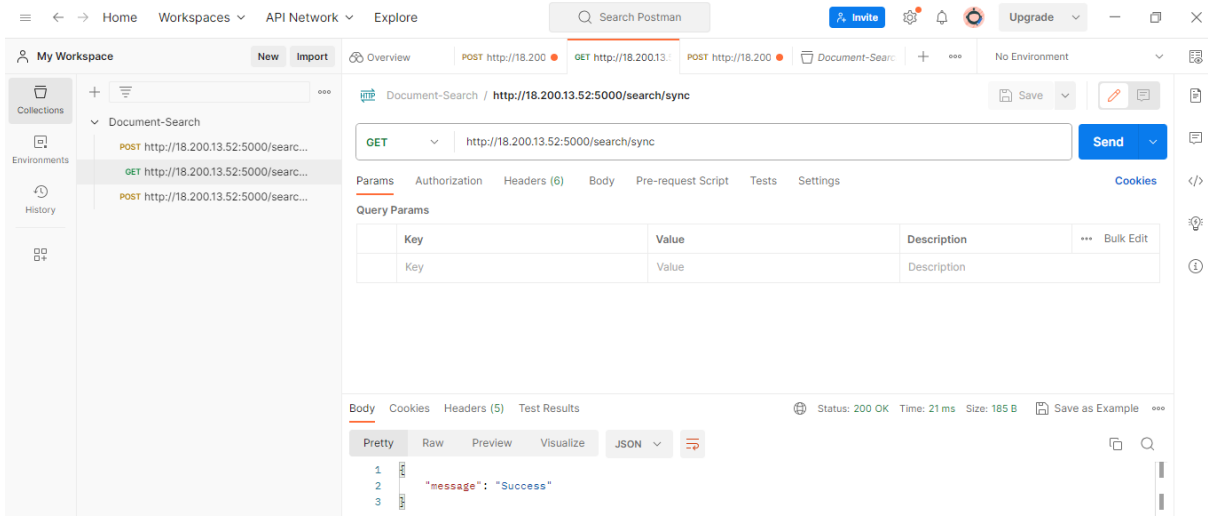 Home Workspaces API Network Explore Search Postman Invite Upgrade
My Workspace New Import Overview POST http://18.200 GET http://18.200.13. POST http://18.200 Document-Searc No Environment
Collections
Environments
History
Document-Search
POST http://18.200.13.52:5000/searc...
GET http://18.200.13.52:5000/searc...
POST http://18.200.13.52:5000/searc...
HTTP Document-Search / http://18.200.13.52:5000/search/sync Save
GET http://18.200.13.52:5000/search/sync Send
Params Authorization Headers (6) Body Pre-request Script Tests Settings Cookies
Query Params
Key Value Description Bulk Edit
Key Value Description
Body Cookies Headers (5) Test Results Status: 200 OK Time: 21 ms Size: 185 B Save as Example
Pretty Raw Preview Visualize JSON
1 {
2 "message": "Success"
3 }